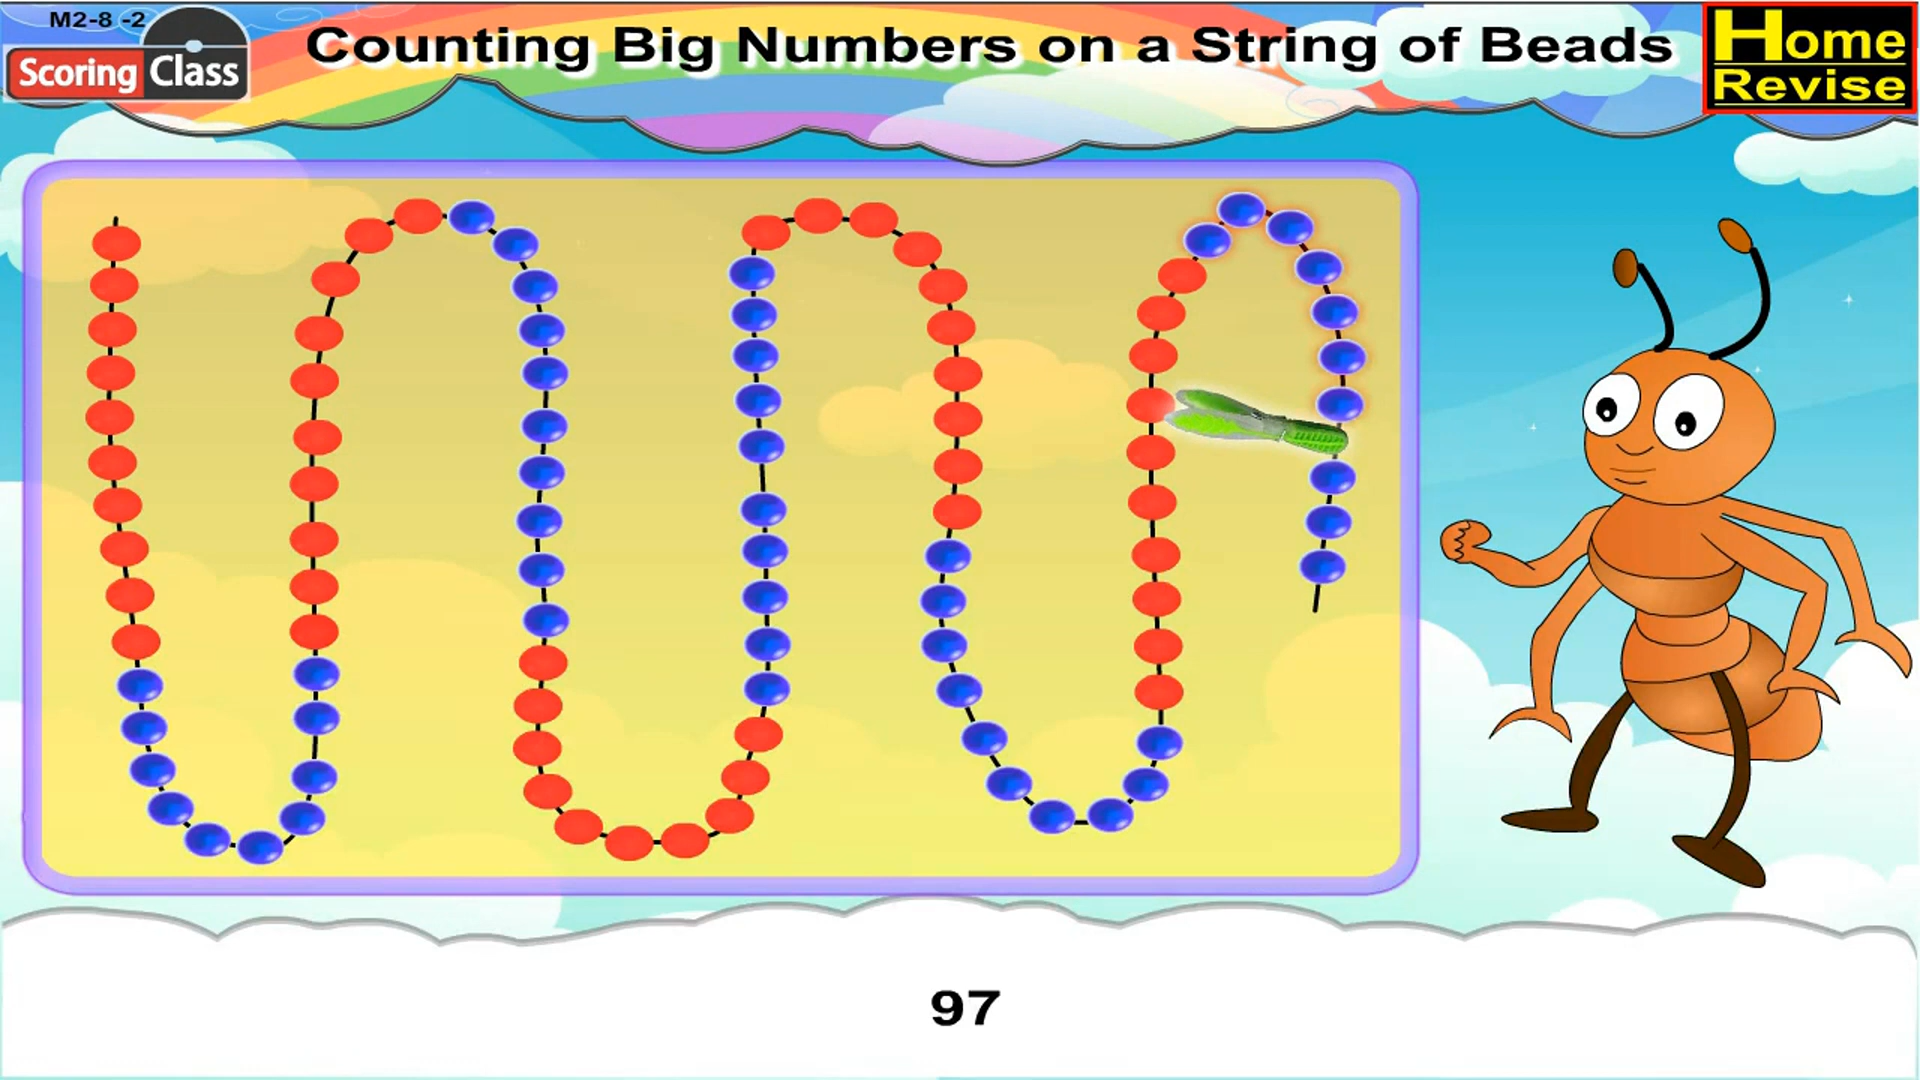 M2-8 -2
Scoring Class
Counting Big Numbers on a String of Beads
Home
Revise
97